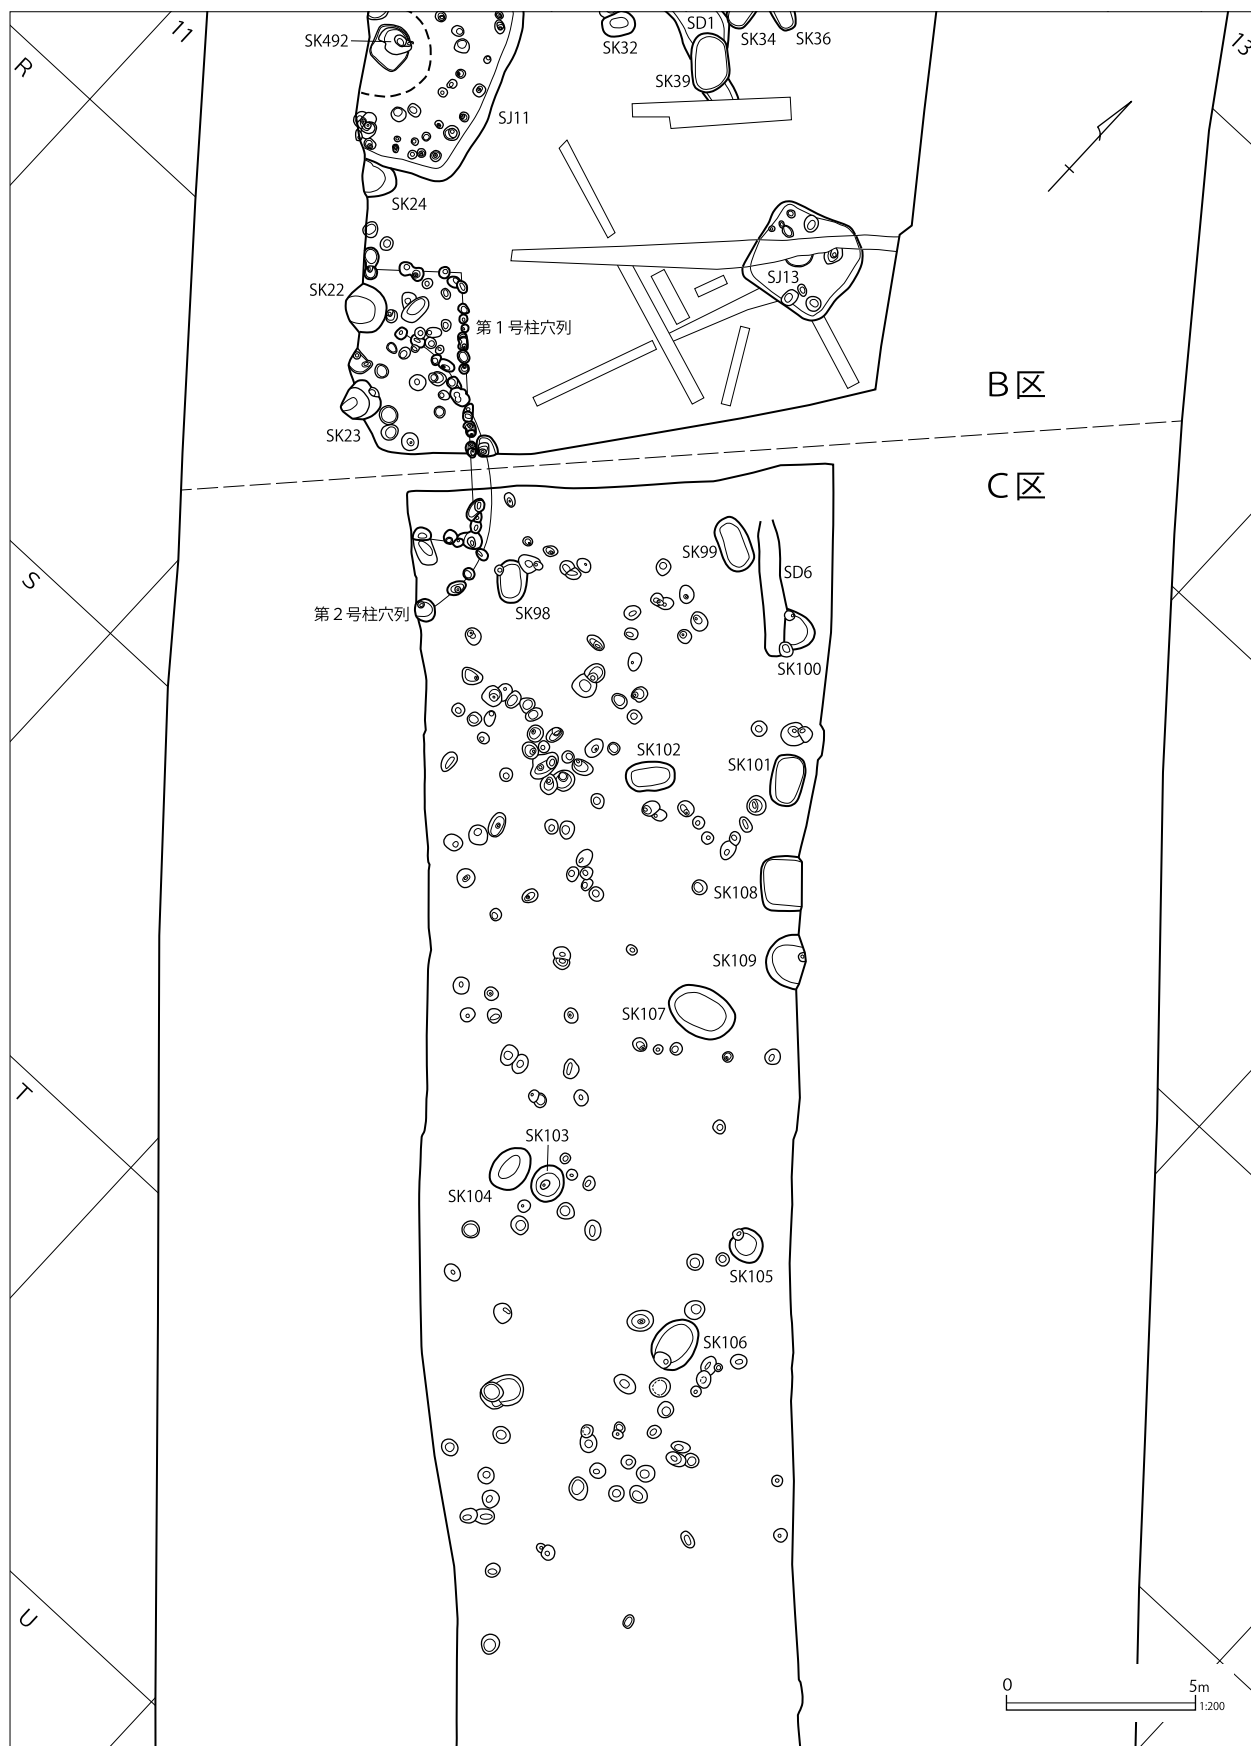 11
13
R
SK492
SK32
SD1
SK34
SK36
SK39
SJ11
SK24
SJ13
SK22
第1号柱穴列
B区
SK23
C区
SK99
SD6
S
第2号柱穴列
SK98
SK100
SK102
SK101
SK108
SK109
SK107
T
SK103
SK104
SK105
SK106
U
0
5m
1:200